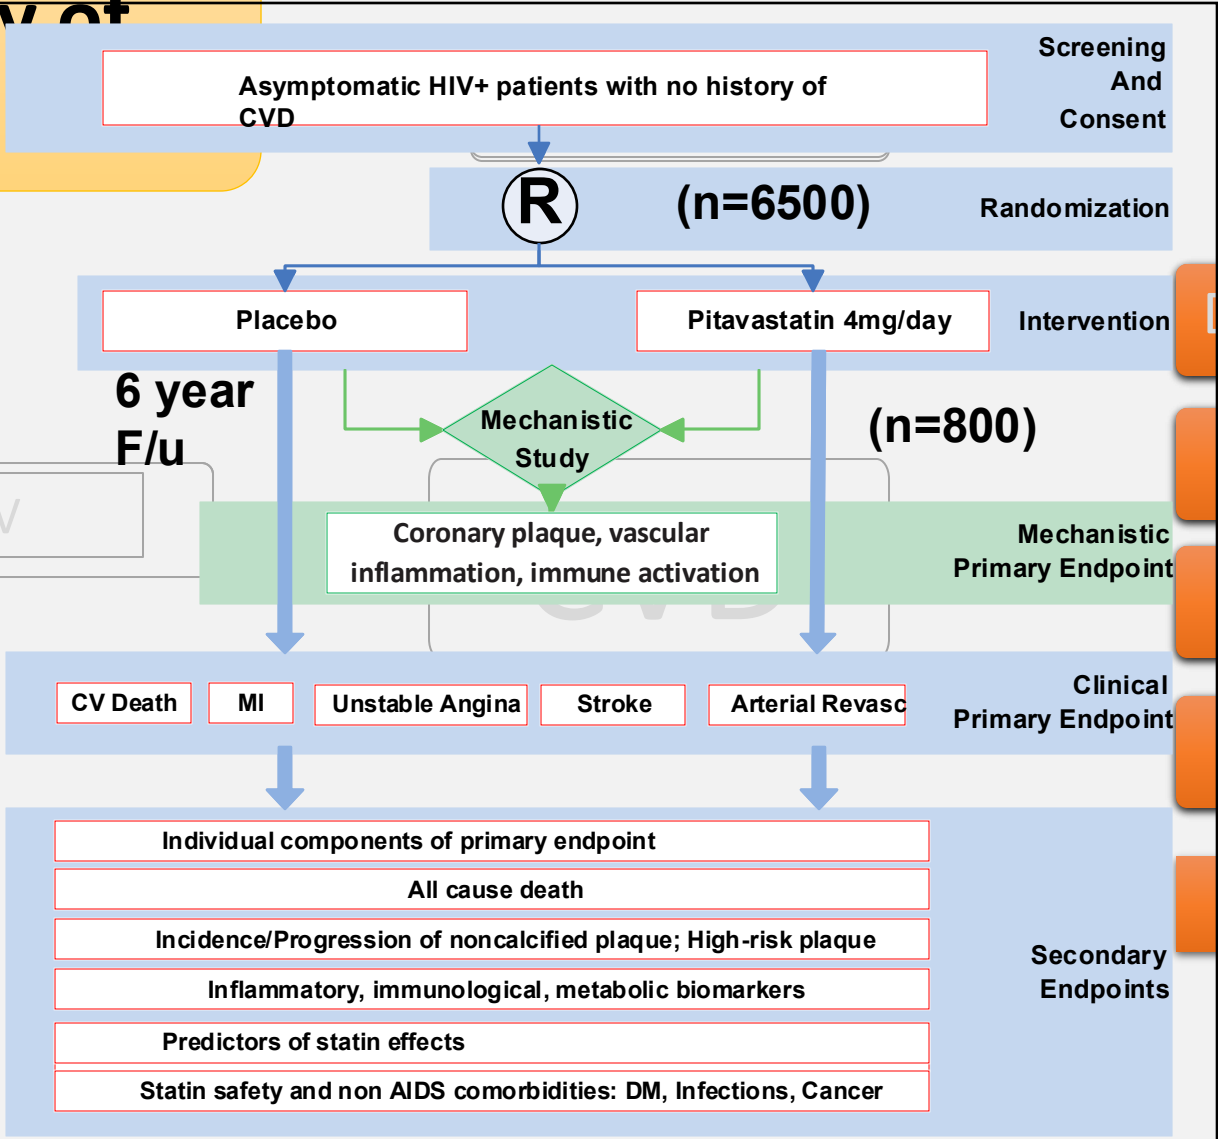 y of
Screening
And
Consent
Asymptomatic HIV+ patients with no history of
CVD
R
(n=6500)
Randomization
Placebo
Pitavastatin 4mg/day
Intervention
6 year
F/u
Mechanistic
Study
(n=800)
Coronary plaque, vascular
inflammation, immune activation
Mechanistic
Primary Endpoint
V
CVD
CV Death
MI
Unstable Angina
Stroke
Arterial Revasc
Clinical
Primary Endpoint
Individual components of primary endpoint
All cause death
Incidence/Progression of noncalcified plaque; High-risk plaque
Inflammatory, immunological, metabolic biomarkers
Predictors of statin effects
Statin safety and non AIDS comorbidities: DM, Infections, Cancer
Secondary
Endpoints